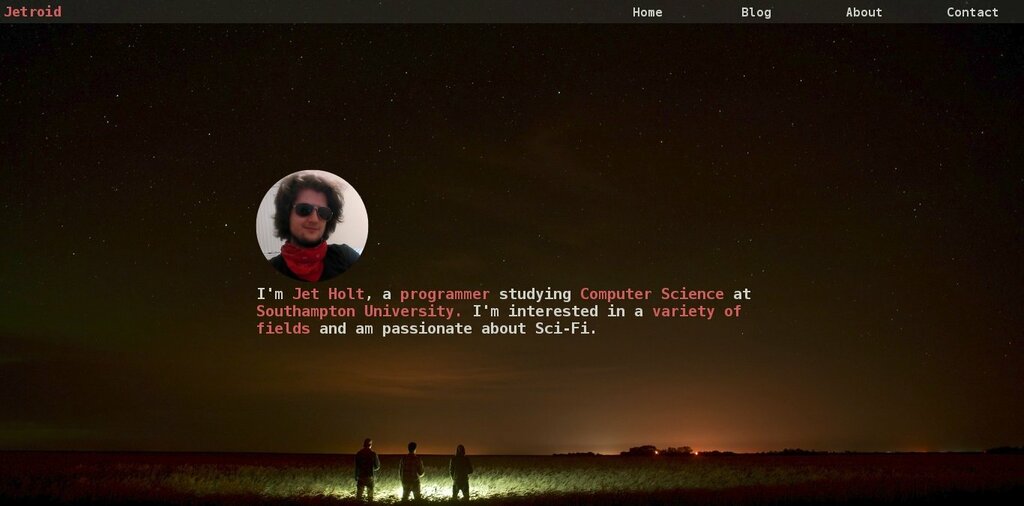 Jetroid Home Blog About Contact
I'm Jet Holt, a programmer studying Computer Science at
Southampton University. I'm interested in a variety of
fields and am passionate about Sci-Fi.